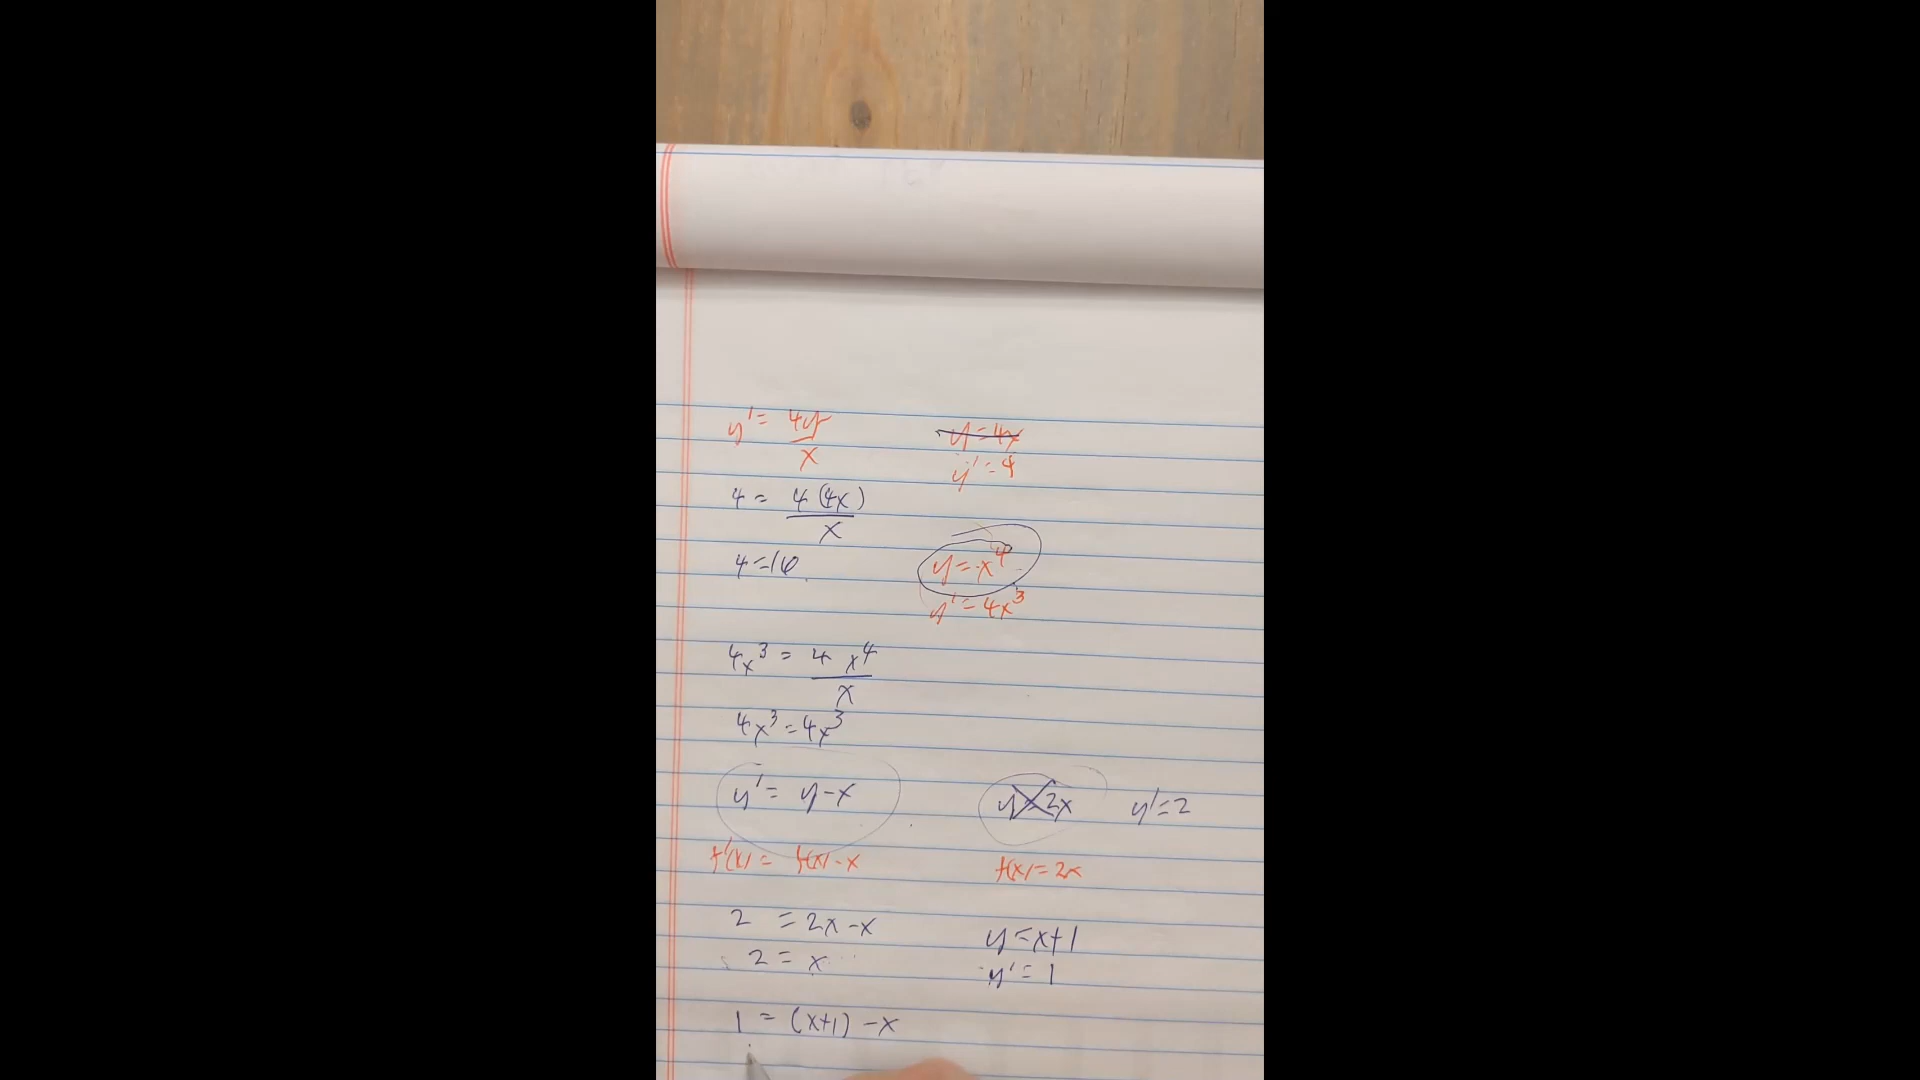 y' = 4y/x
y = 4x
y' = 4
4 = 4(4x)/x
4 = 16
y = x⁴
y' = 4x³
4x³ = 4x⁴/x
4x³ = 4x³
y' = y-x
y = 2x
y' = 2
f'(x) = f(x) - x
f(x) = 2x
2 = 2x - x
2 = x
y = x+1
y' = 1
1 = (x+1) - x